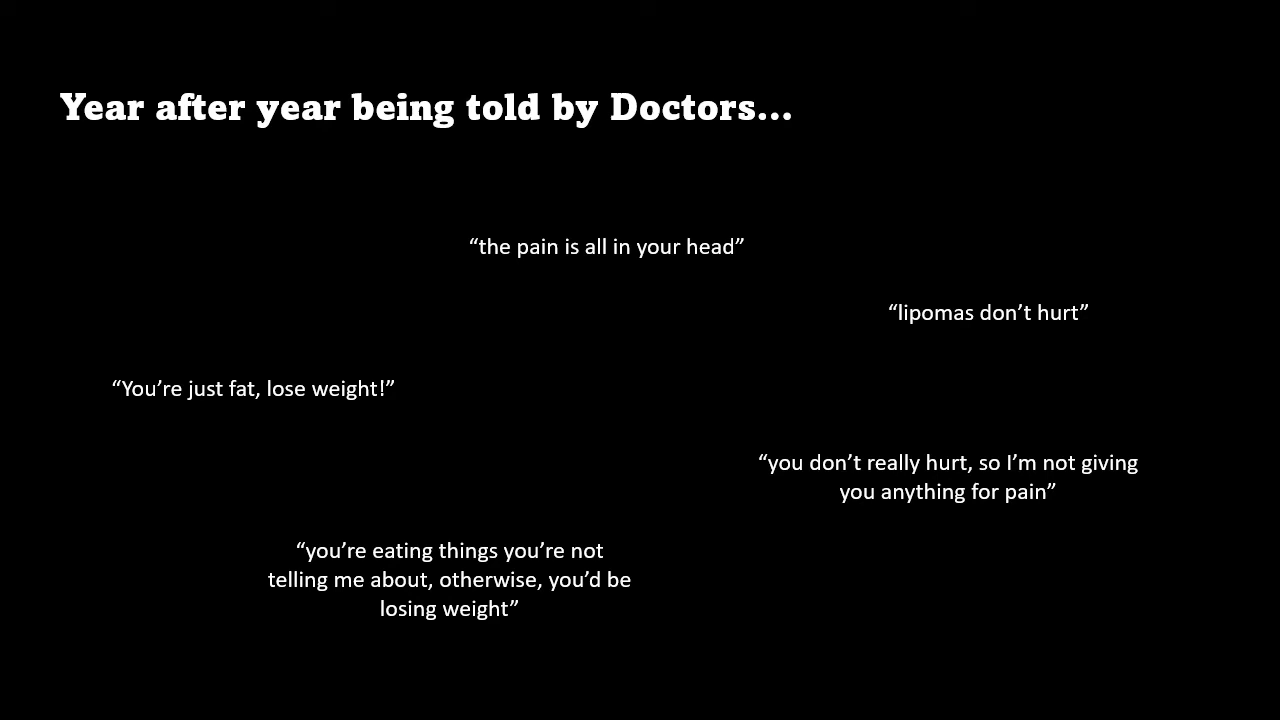 Year after year being told by Doctors...
“the pain is all in your head”
“lipomas don’t hurt”
“You’re just fat, lose weight!”
“you don’t really hurt, so I’m not giving
you anything for pain”
“you’re eating things you’re not
telling me about, otherwise, you’d be
losing weight”